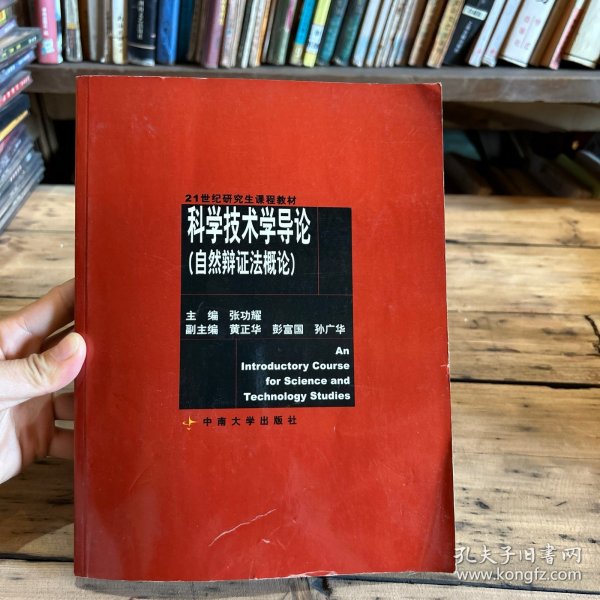 21世纪研究生课程教材
科学技术学导论
(自然辩证法概论)
主 编 张功耀
副主编 黄正华 彭富国 孙广华
An
Introductory Course
for Science and
Technology Studies
中南大学出版社
孔夫子旧书网
www.kongfz.com